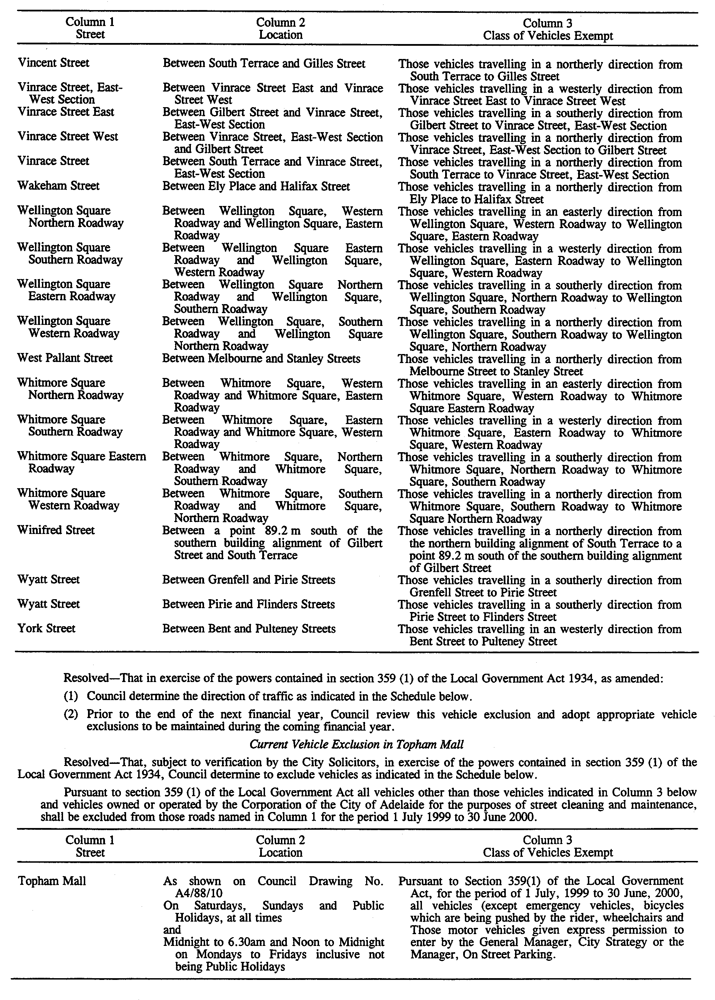 Column 1 Column 2 Column 3
Street Location Class of Vehicles Exempt
Vincent Street Between South Terrace and Gilles Street Those vehicles travelling in a northerly direction from
South Terrace to Gilles Street
Vinrace Street, East- Between Vinrace Street East and Vinrace Those vehicles travelling in a westerly direction from
West Section Street West Vinrace Street East to Vinrace Street West
Vinrace Street East Between Gilbert Street and Vinrace Street, Those vehicles travelling in a southerly direction from
East-West Section Gilbert Street to Vinrace Street, East-West Section
Vinrace Street West Between Vinrace Street, East-West Section Those vehicles travelling in a northerly direction from
and Gilbert Street Vinrace Street, East-West Section to Gilbert Street
Vinrace Street Between South Terrace and Vinrace Street, Those vehicles travelling in a northerly direction from
East-West Section South Terrace to Vinrace Street, East-West Section
Wakeham Street Between Ely Place and Halifax Street Those vehicles travelling in a northerly direction from
Ely Place to Halifax Street
Wellington Square Between Wellington Square, Western Those vehicles travelling in an easterly direction from
Northern Roadway Roadway and Wellington Square, Eastern Wellington Square, Western Roadway to Wellington
Roadway Square, Eastern Roadway
Wellington Square Between Wellington Square Eastern Those vehicles travelling in a westerly direction from
Southern Roadway Roadway and Wellington Square, Wellington Square, Eastern Roadway to Wellington
Western Roadway Square, Western Roadway
Wellington Square Between Wellington Square Northern Those vehicles travelling in a southerly direction from
Eastern Roadway Roadway and Wellington Square, Wellington Square, Northern Roadway to Wellington
Southern Roadway Square, Southern Roadway
Wellington Square Between Wellington Square, Southern Those vehicles travelling in a northerly direction from
Western Roadway Roadway and Wellington Square Wellington Square, Southern Roadway to Wellington
Northern Roadway Square, Northern Roadway
West Pallant Street Between Melbourne and Stanley Streets Those vehicles travelling in a northerly direction from
Melbourne Street to Stanley Street
Whitmore Square Between Whitmore Square, Western Those vehicles travelling in an easterly direction from
Northern Roadway Roadway and Whitmore Square, Eastern Whitmore Square, Western Roadway to Whitmore
Roadway Square Eastern Roadway
Whitmore Square Between Whitmore Square, Eastern Those vehicles travelling in a westerly direction from
Southern Roadway Roadway and Whitmore Square, Western Whitmore Square, Eastern Roadway to Whitmore
Roadway Square, Western Roadway
Whitmore Square Eastern Between Whitmore Square, Northern Those vehicles travelling in a southerly direction from
Roadway Roadway and Whitmore Square, Whitmore Square, Northern Roadway to Whitmore
Southern Roadway Square, Southern Roadway
Whitmore Square Between Whitmore Square, Southern Those vehicles travelling in a northerly direction from
Western Roadway Roadway and Whitmore Square, Whitmore Square, Southern Roadway to Whitmore
Northern Roadway Square Northern Roadway
Winifred Street Between a point 89.2 m south of the Those vehicles travelling in a northerly direction from
southern building alignment of Gilbert the northern building alignment of South Terrace to a
Street and South Terrace point 89.2 m south of the southern building alignment
of Gilbert Street
Wyatt Street Between Grenfell and Pirie Streets Those vehicles travelling in a southerly direction from
Grenfell Street to Pirie Street
Wyatt Street Between Pirie and Flinders Streets Those vehicles travelling in a southerly direction from
Pirie Street to Flinders Street
York Street Between Bent and Pulteney Streets Those vehicles travelling in an westerly direction from
Bent Street to Pulteney Street
Resolved—That in exercise of the powers contained in section 359 (1) of the Local Government Act 1934, as amended:
(1) Council determine the direction of traffic as indicated in the Schedule below.
(2) Prior to the end of the next financial year, Council review this vehicle exclusion and adopt appropriate vehicle
exclusions to be maintained during the coming financial year.
Current Vehicle Exclusion in Topham Mall
Resolved—That, subject to verification by the City Solicitors, in exercise of the powers contained in section 359 (1) of the
Local Government Act 1934, Council determine to exclude vehicles as indicated in the Schedule below.
Pursuant to section 359 (1) of the Local Government Act all vehicles other than those vehicles indicated in Column 3 below
and vehicles owned or operated by the Corporation of the City of Adelaide for the purposes of street cleaning and maintenance,
shall be excluded from those roads named in Column 1 for the period 1 July 1999 to 30 June 2000.
Column 1 Column 2 Column 3
Street Location Class of Vehicles Exempt
Topham Mall As shown on Council Drawing No. Pursuant to Section 359(1) of the Local Government
A4/88/10 Act, for the period of 1 July, 1999 to 30 June, 2000,
On Saturdays, Sundays and Public all vehicles (except emergency vehicles, bicycles
Holidays, at all times which are being pushed by the rider, wheelchairs and
and Those motor vehicles given express permission to
Midnight to 6.30am and Noon to Midnight enter by the General Manager, City Strategy or the
on Mondays to Fridays inclusive not Manager, On Street Parking.
being Public Holidays